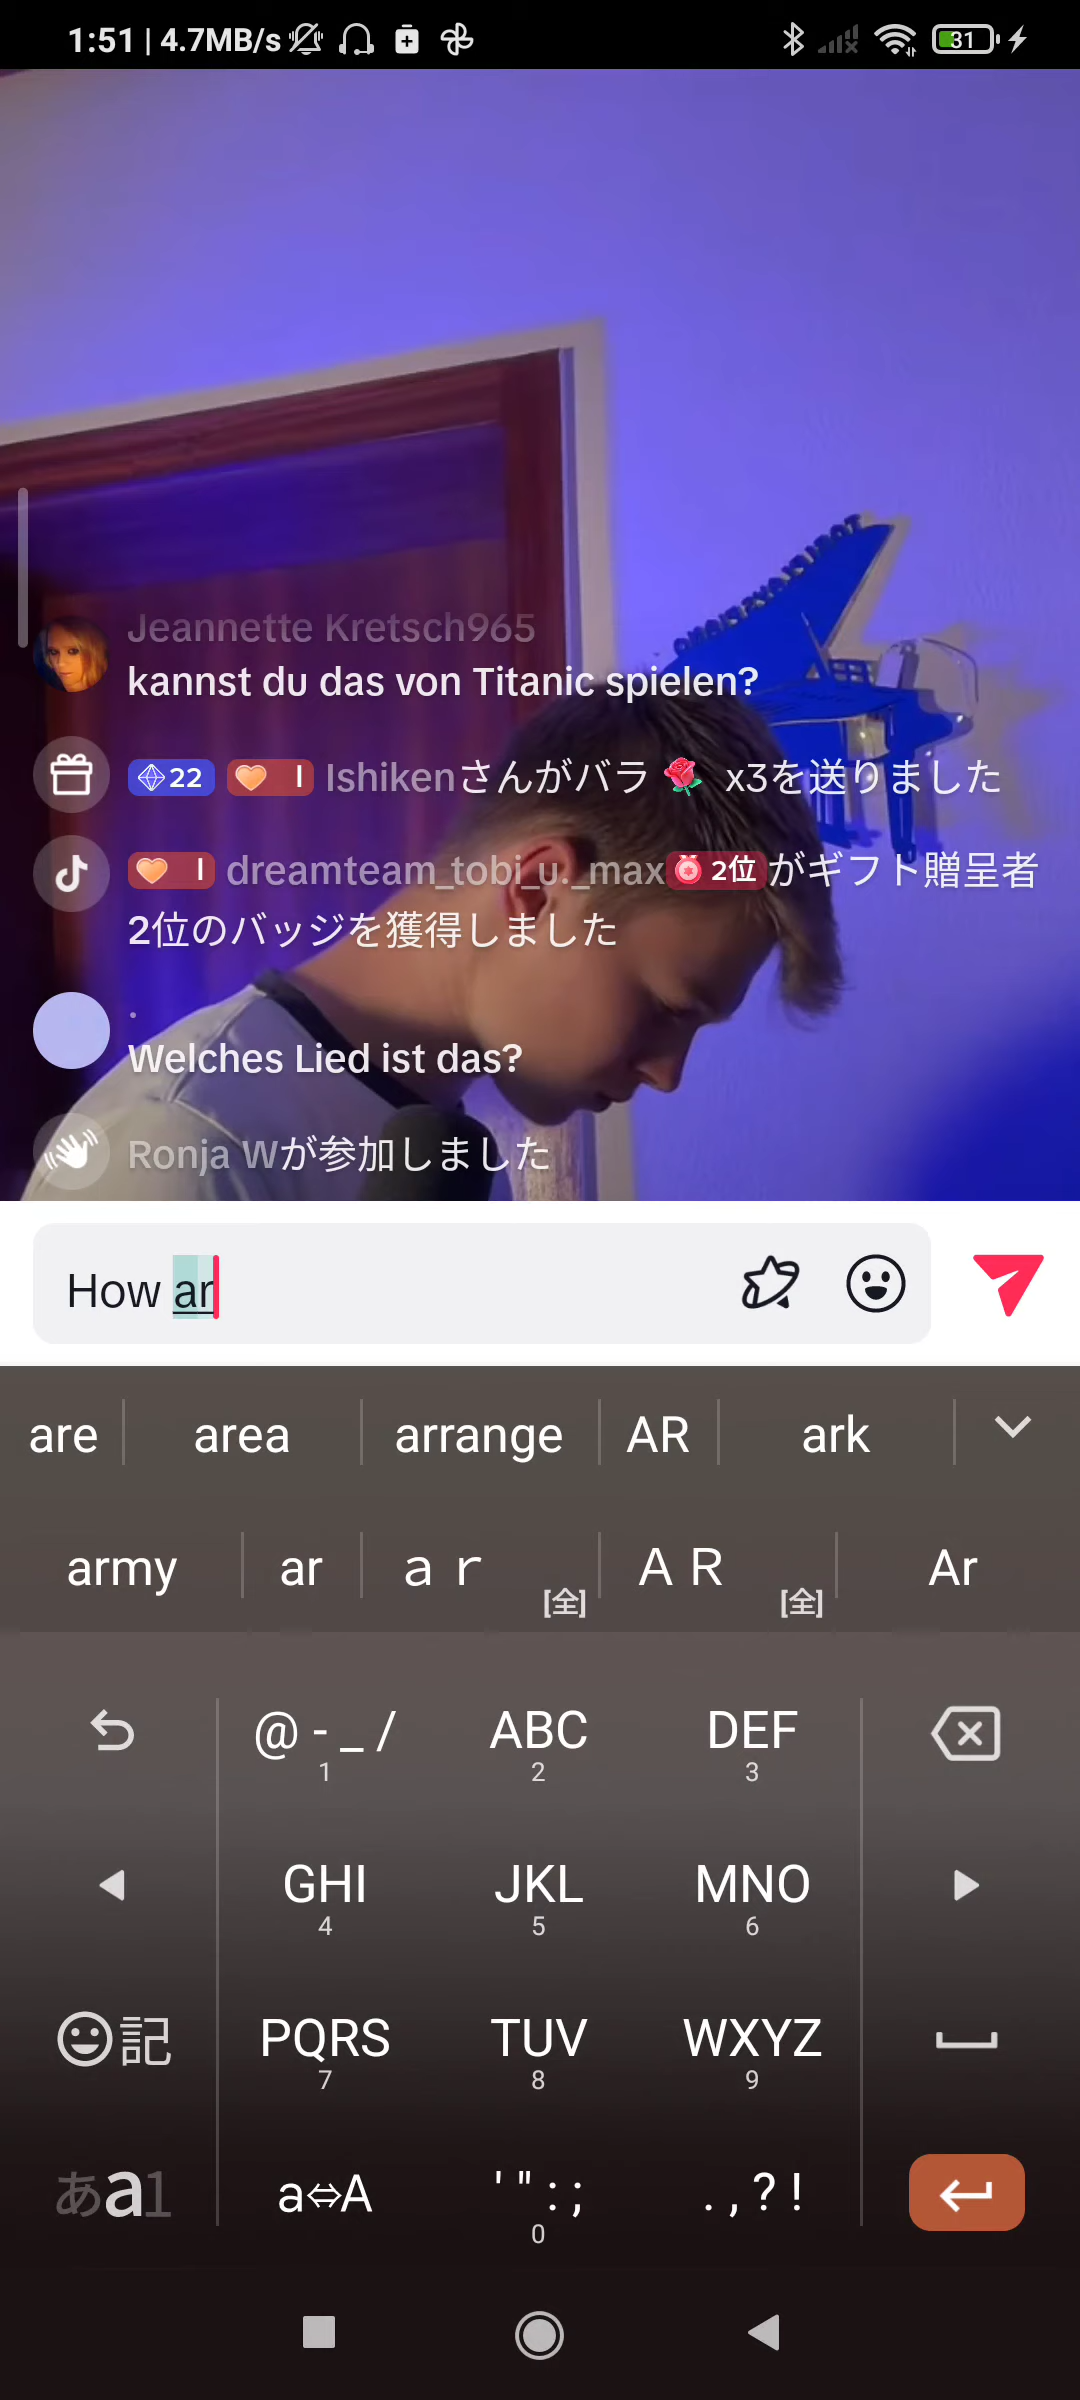 1:51 | 4.7MB/s 31
Jeannette Kretsch965
kannst du das von Titanic spielen?
22 I Ishikenさんがバラ🌹 x3を送りました
I dreamteam_tobi_u._max 2位がギフト贈呈者
2位のバッジを獲得しました
.
Welches Lied ist das?
Ronja Wが参加しました
How ar
are area arrange AR ark
army ar ａｒ[全] ＡＲ[全] Ar
@-_/ ABC DEF
1 2 3
GHI JKL MNO
4 5 6
記 PQRS TUV WXYZ
7 8 9
あa1 a⇔A '":; .,?!
0